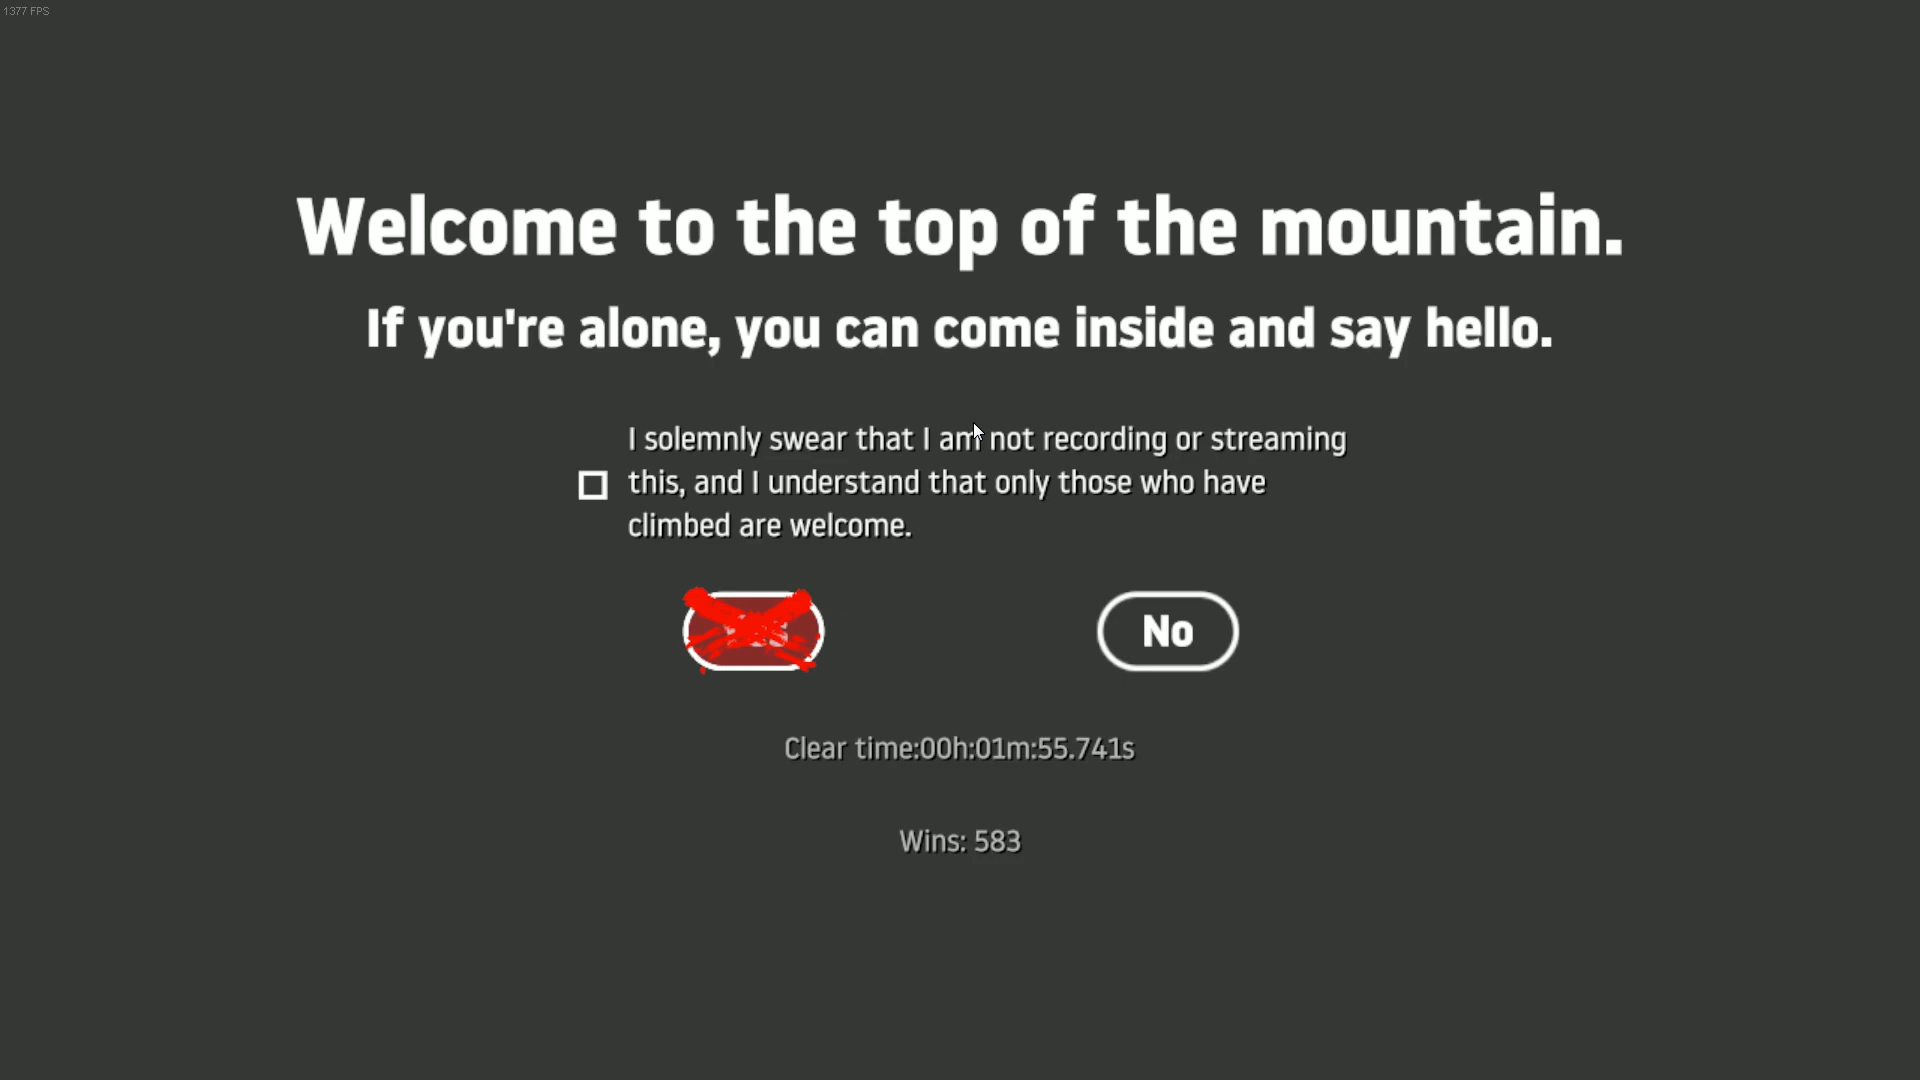 1377 FPS
Welcome to the top of the mountain.
If you're alone, you can come inside and say hello.
I solemnly swear that I am not recording or streaming
this, and I understand that only those who have
climbed are welcome.
No
Clear time:00h:01m:55.741s
Wins: 583